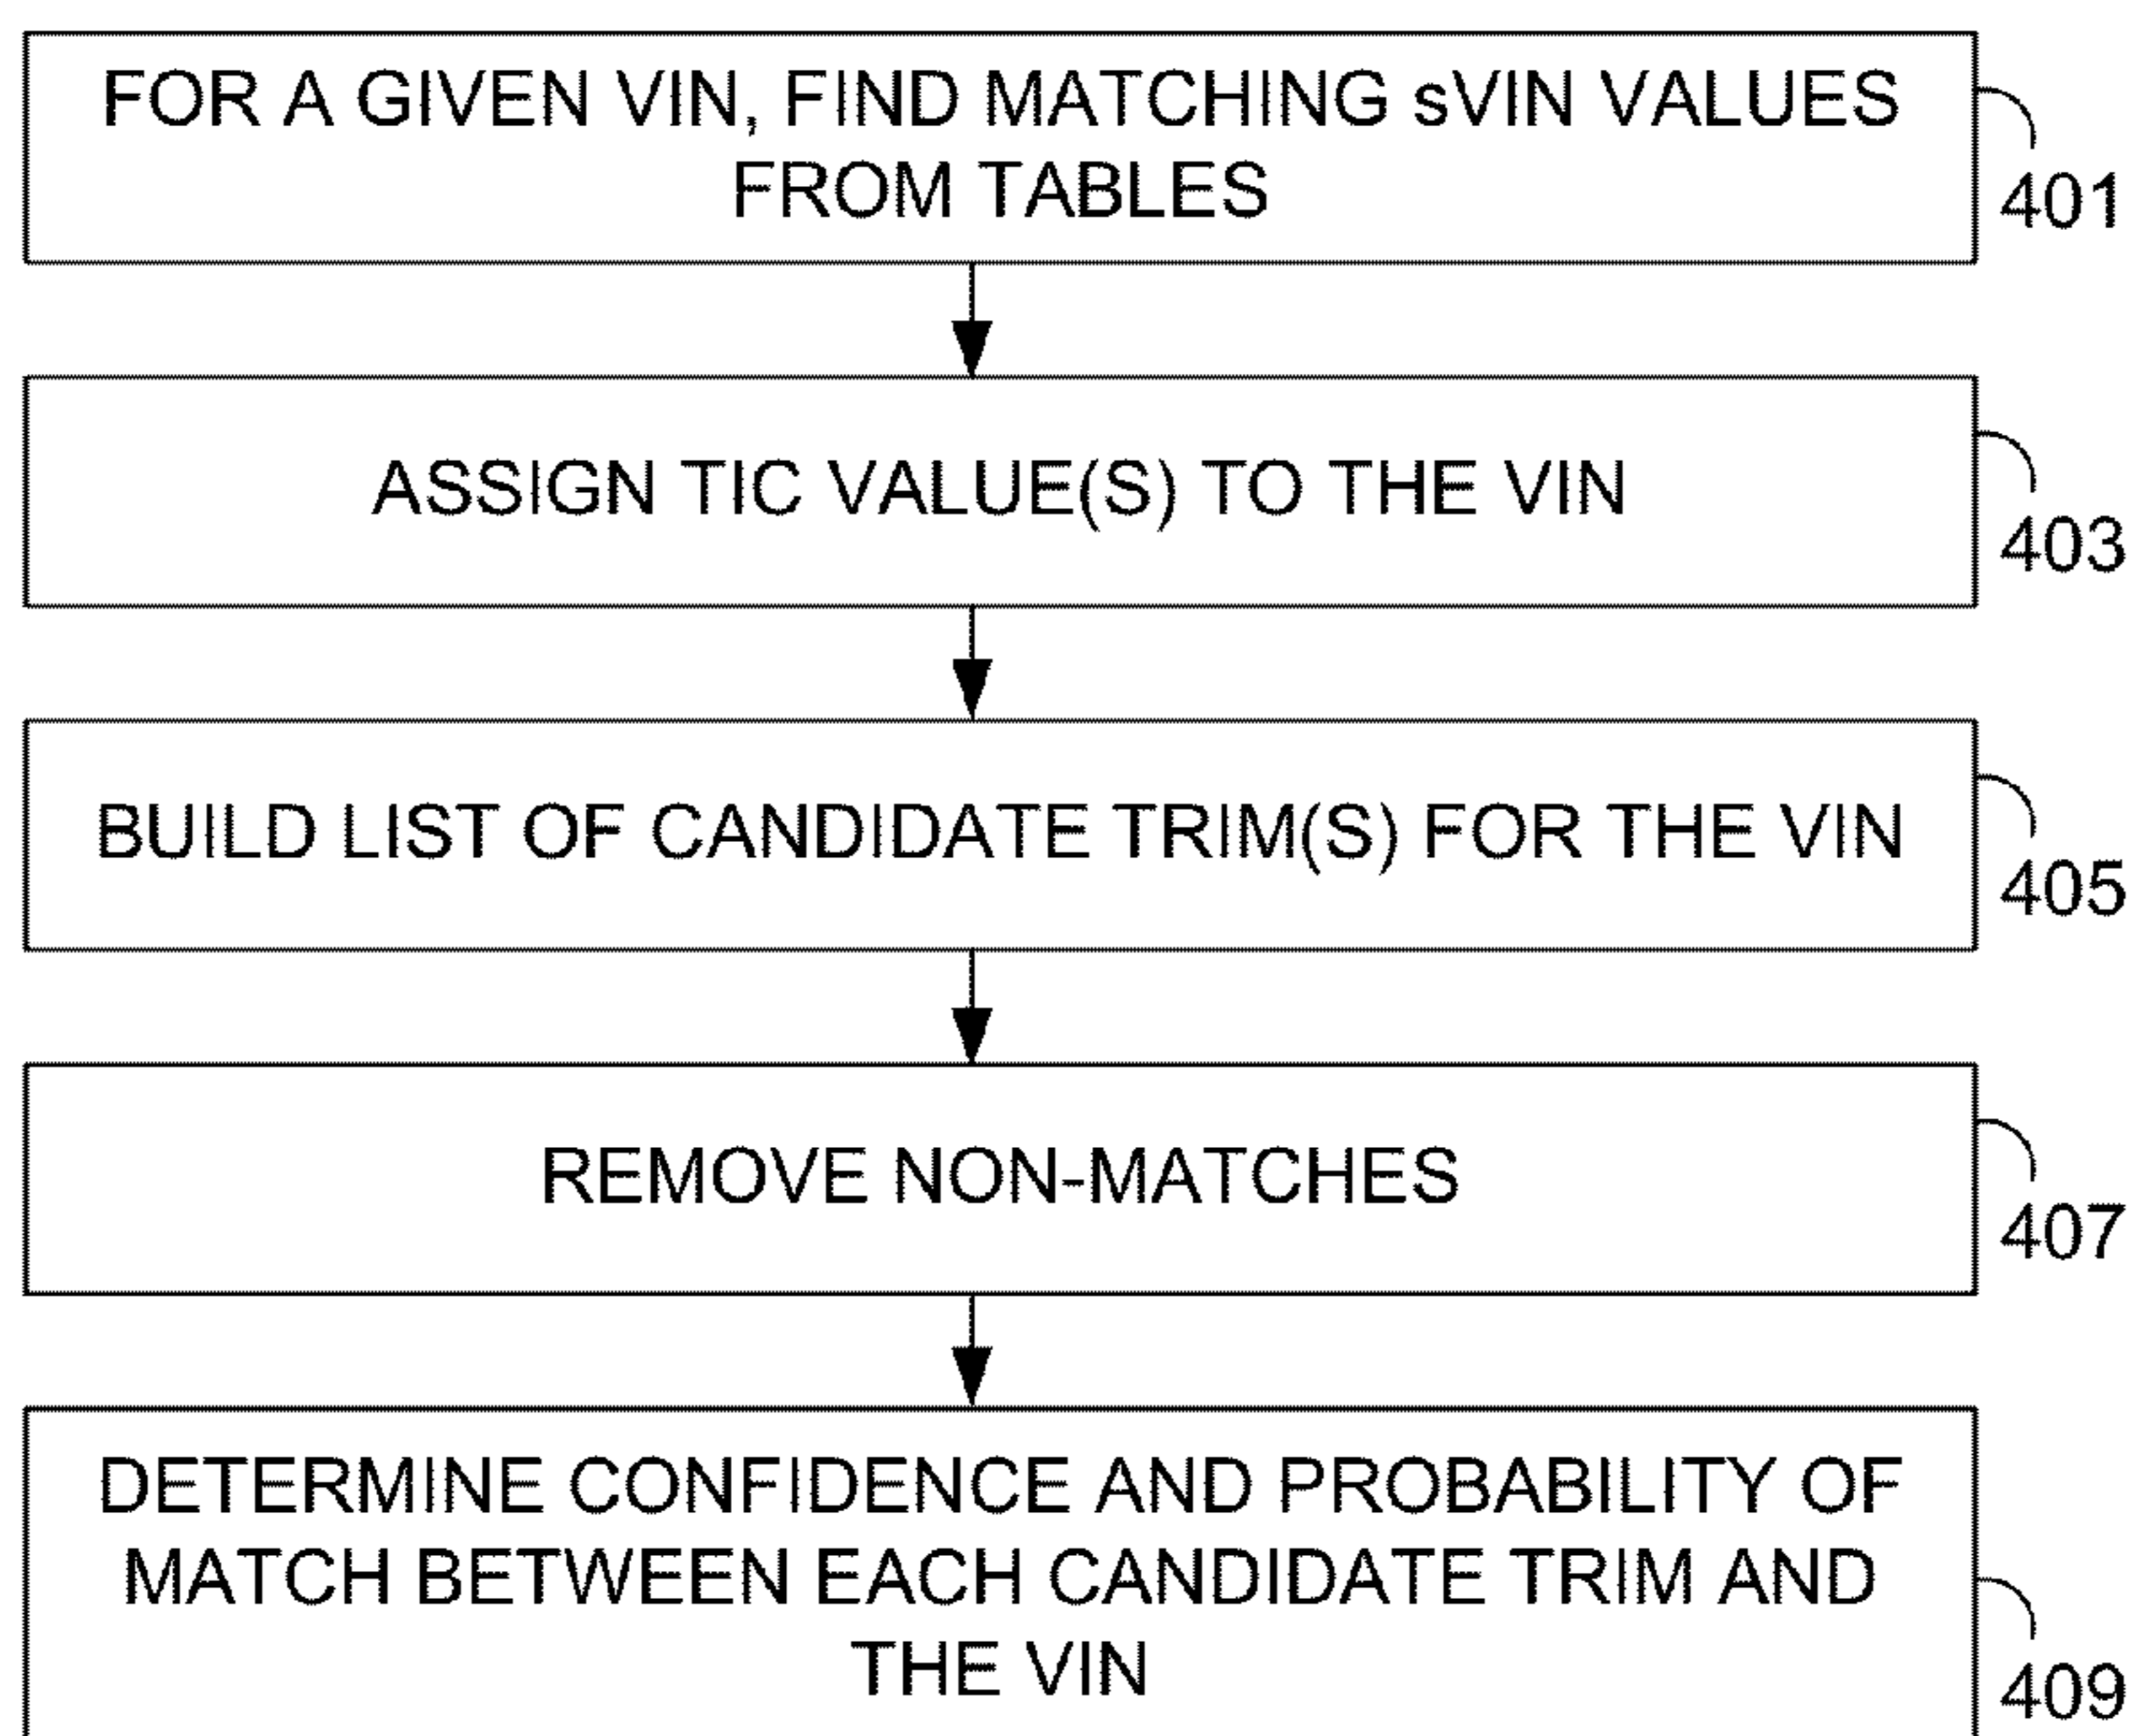 FOR A GIVEN VIN, FIND MATCHING sVIN VALUES
FROM TABLES
401
ASSIGN TIC VALUE(S) TO THE VIN
403
BUILD LIST OF CANDIDATE TRIM(S) FOR THE VIN
405
REMOVE NON-MATCHES
407
DETERMINE CONFIDENCE AND PROBABILITY OF
MATCH BETWEEN EACH CANDIDATE TRIM AND
THE VIN
409